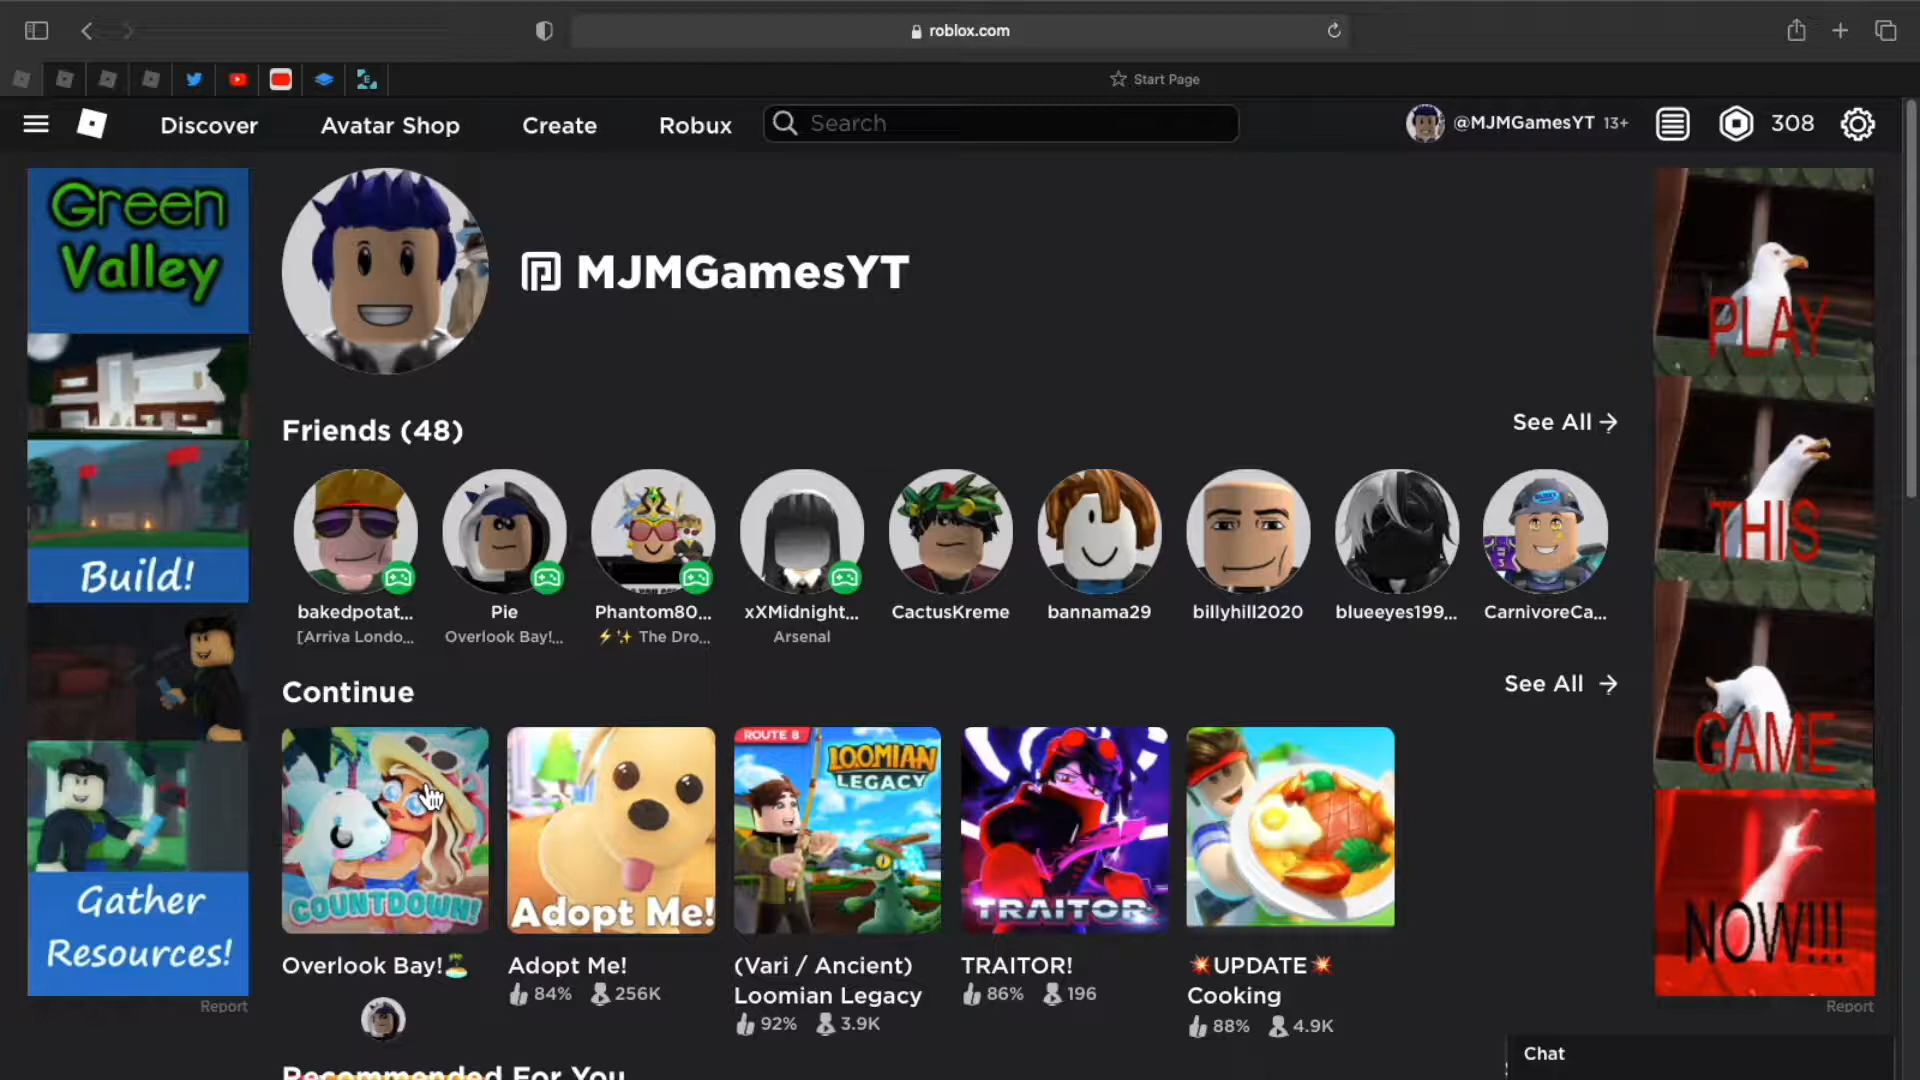 roblox.com
Start Page
Discover
Avatar Shop
Create
Robux
Search
@MJMGamesYT 13+
308
Green
Valley
Build!
Gather
Resources!
Report
MJMGamesYT
Friends (48)
See All →
bakedpotat...
[Arriva Londo...
Pie
Overlook Bay!...
Phantom80...
⚡✨ The Dro...
xXMidnight...
Arsenal
CactusKreme
bannama29
billyhill2020
blueeyes199...
CarnivoreCa...
Continue
See All →
COUNTDOWN!
Overlook Bay!🏝️
Adopt Me!
Adopt Me!
84% 256K
ROUTE 8
LOOMIAN
LEGACY
(Vari / Ancient)
Loomian Legacy
92% 3.9K
TRAITOR
TRAITOR!
86% 196
💥UPDATE💥
Cooking
88% 4.9K
PLAY
THIS
GAME
NOW!!!
Report
Chat
Recommended For You